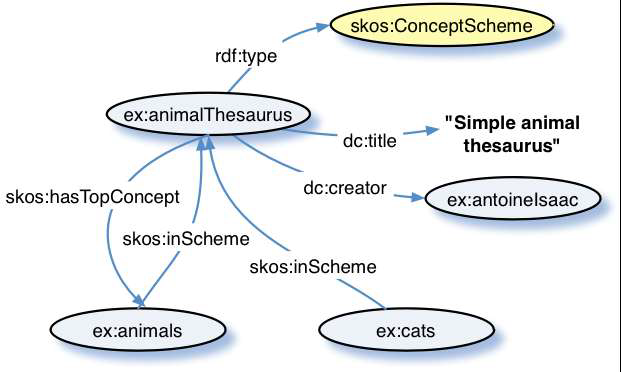 skos:ConceptScheme
rdf:type
ex:animalThesaurus
"Simple animal
thesaurus"
dc:title
dc:creator
skos:hasTopConcept
ex:antoineIsaac
skos:inScheme
skos:inScheme
ex:animals
ex:cats